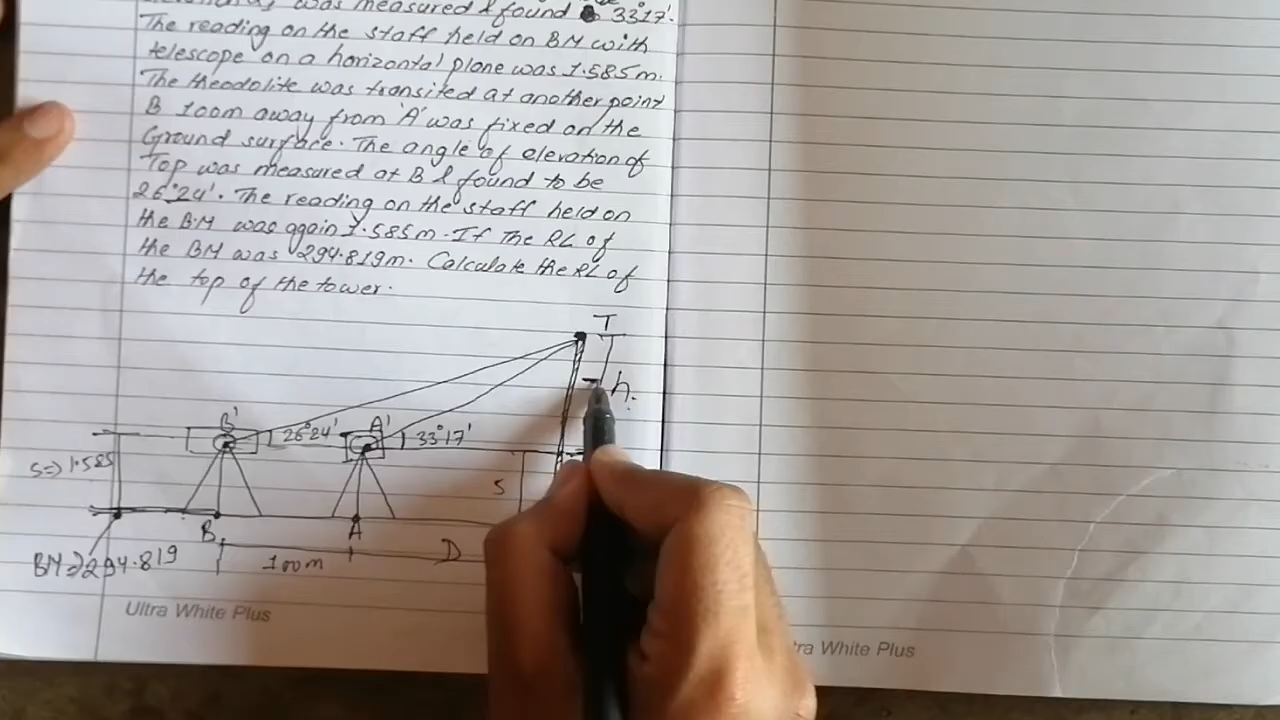 was measured & found 33°17'.
The reading on the staff held on BM with
telescope on a horizontal plane was 1.585m.
The theodolite was transited at another point
B 100m away from 'A' was fixed on the
Ground surface. The angle of elevation of
Top was measured at B & found to be
26°24'. The reading on the staff held on
the B.M was again 1.585m. If The RL of
the BM was 294.819m. Calculate the RL of
the top of the tower.
T
h.
B'
26°24'
A'
33°17'
S=>1.585
S
B
A
D
100m
BM=>294.819
Ultra White Plus
ra White Plus